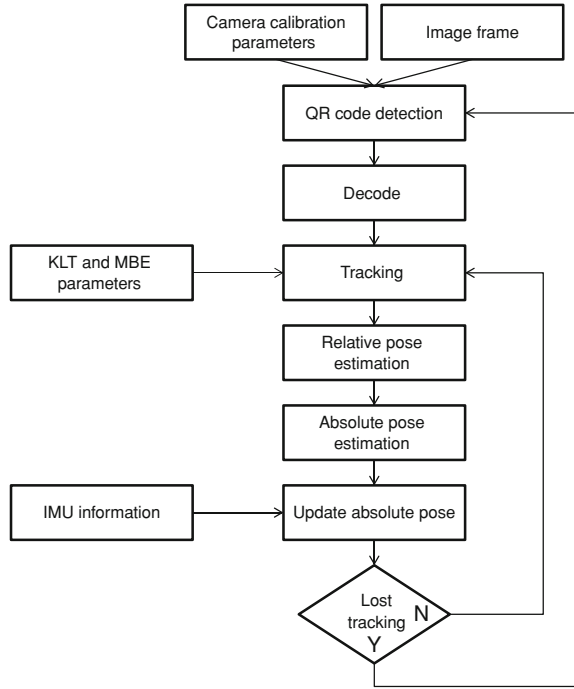 Camera calibration
parameters
Image frame
QR code detection
Decode
KLT and MBE
parameters
Tracking
Relative pose
estimation
Absolute pose
estimation
IMU information
Update absolute pose
Lost
tracking
N
Y